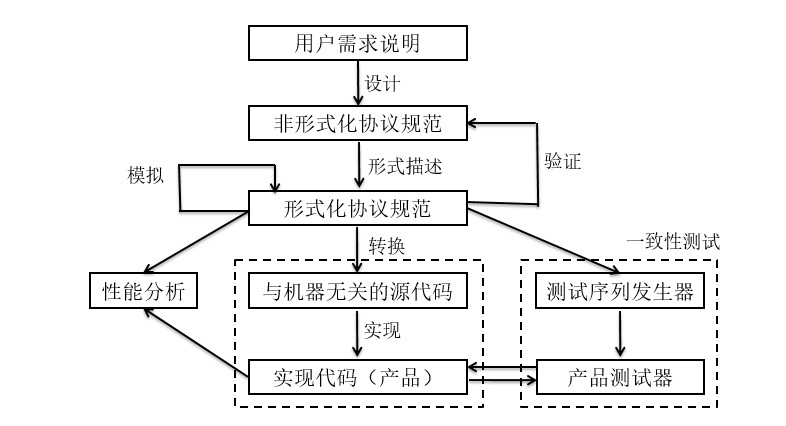 用户需求说明
设计
非形式化协议规范
形式描述
验证
模拟
形式化协议规范
转换
一致性测试
性能分析
与机器无关的源代码
测试序列发生器
实现
实现代码（产品）
产品测试器